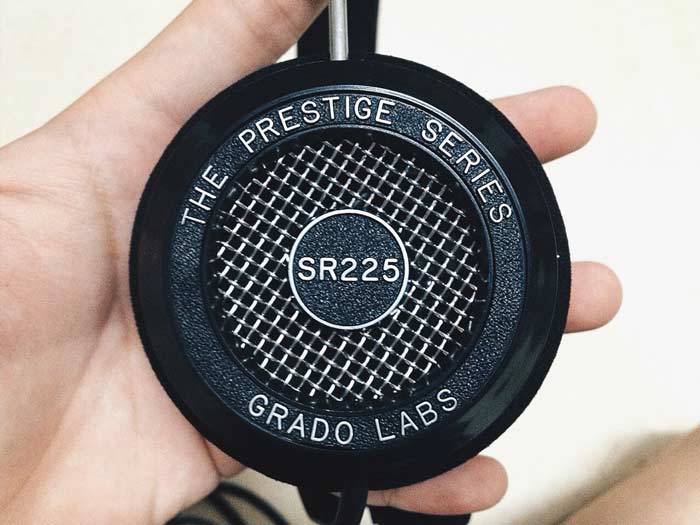 THE PRESTIGE SERIES
SR225
GRADO LABS